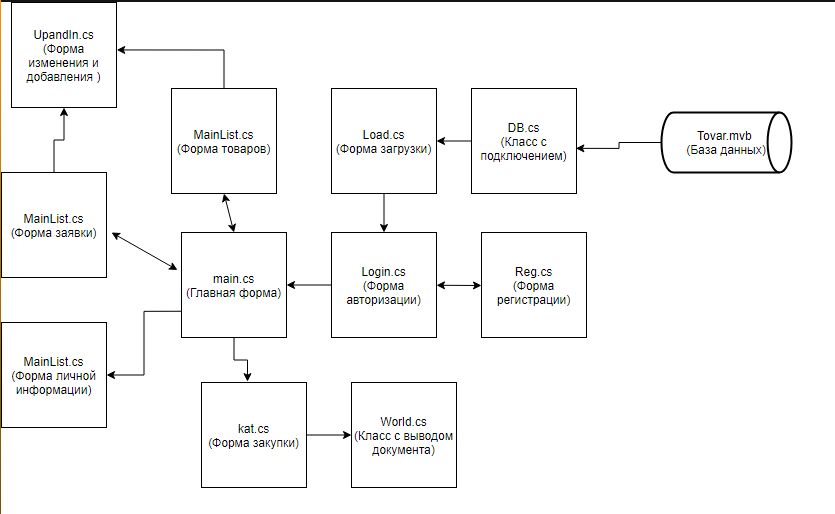 UpandIn.cs
(Форма
изменения и
добавления )
MainList.cs
(Форма товаров)
Load.cs
(Форма загрузки)
DB.cs
(Класс с
подключением)
Tovar.mvb
(База данных)
MainList.cs
(Форма заявки)
main.cs
(Главная форма)
Login.cs
(Форма
авторизации)
Reg.cs
(Форма
регистрации)
MainList.cs
(Форма личной
информации)
kat.cs
(Форма закупки)
World.cs
(Класс с выводом
документа)